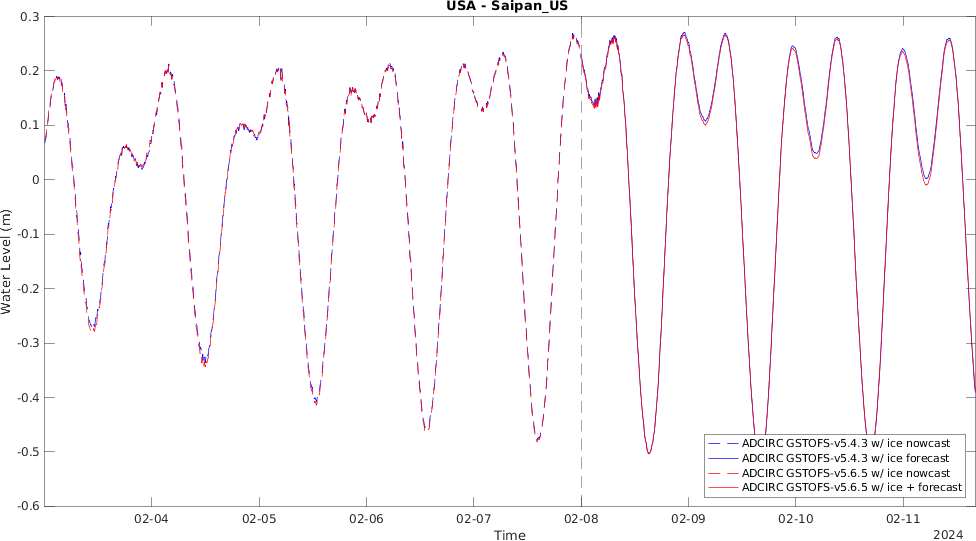 USA - Saipan_US
0.3
0.2
0.1
0
-0.1
-0.2
-0.3
-0.4
-0.5
-0.6
Water Level (m)
02-04 02-05 02-06 02-07 02-08 02-09 02-10 02-11
Time
2024
ADCIRC GSTOFS-v5.4.3 w/ ice nowcast
ADCIRC GSTOFS-v5.4.3 w/ ice forecast
ADCIRC GSTOFS-v5.6.5 w/ ice nowcast
ADCIRC GSTOFS-v5.6.5 w/ ice + forecast